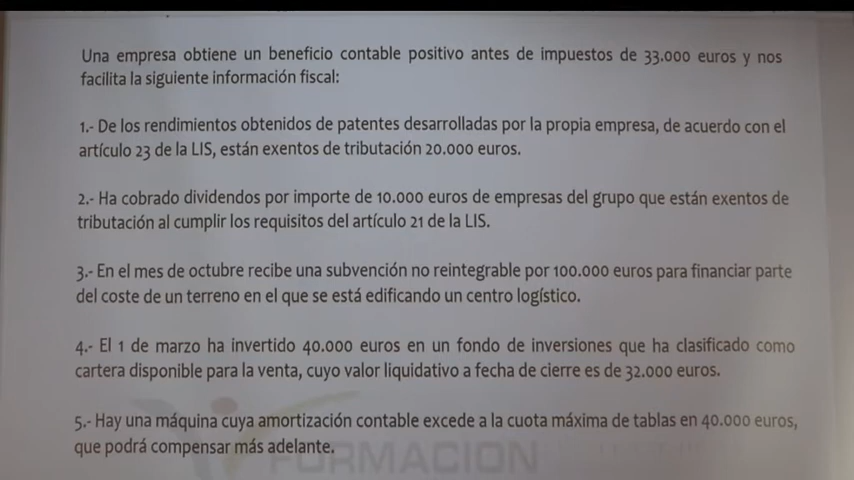 Una empresa obtiene un beneficio contable positivo antes de impuestos de 33.000 euros y nos
facilita la siguiente información fiscal:
1.- De los rendimientos obtenidos de patentes desarrolladas por la propia empresa, de acuerdo con el
artículo 23 de la LIS, están exentos de tributación 20.000 euros.
2.- Ha cobrado dividendos por importe de 10.000 euros de empresas del grupo que están exentos de
tributación al cumplir los requisitos del artículo 21 de la LIS.
3.- En el mes de octubre recibe una subvención no reintegrable por 100.000 euros para financiar parte
del coste de un terreno en el que se está edificando un centro logístico.
4.- El 1 de marzo ha invertido 40.000 euros en un fondo de inversiones que ha clasificado como
cartera disponible para la venta, cuyo valor liquidativo a fecha de cierre es de 32.000 euros.
5.- Hay una máquina cuya amortización contable excede a la cuota máxima de tablas en 40.000 euros,
que podrá compensar más adelante.
FORMACION